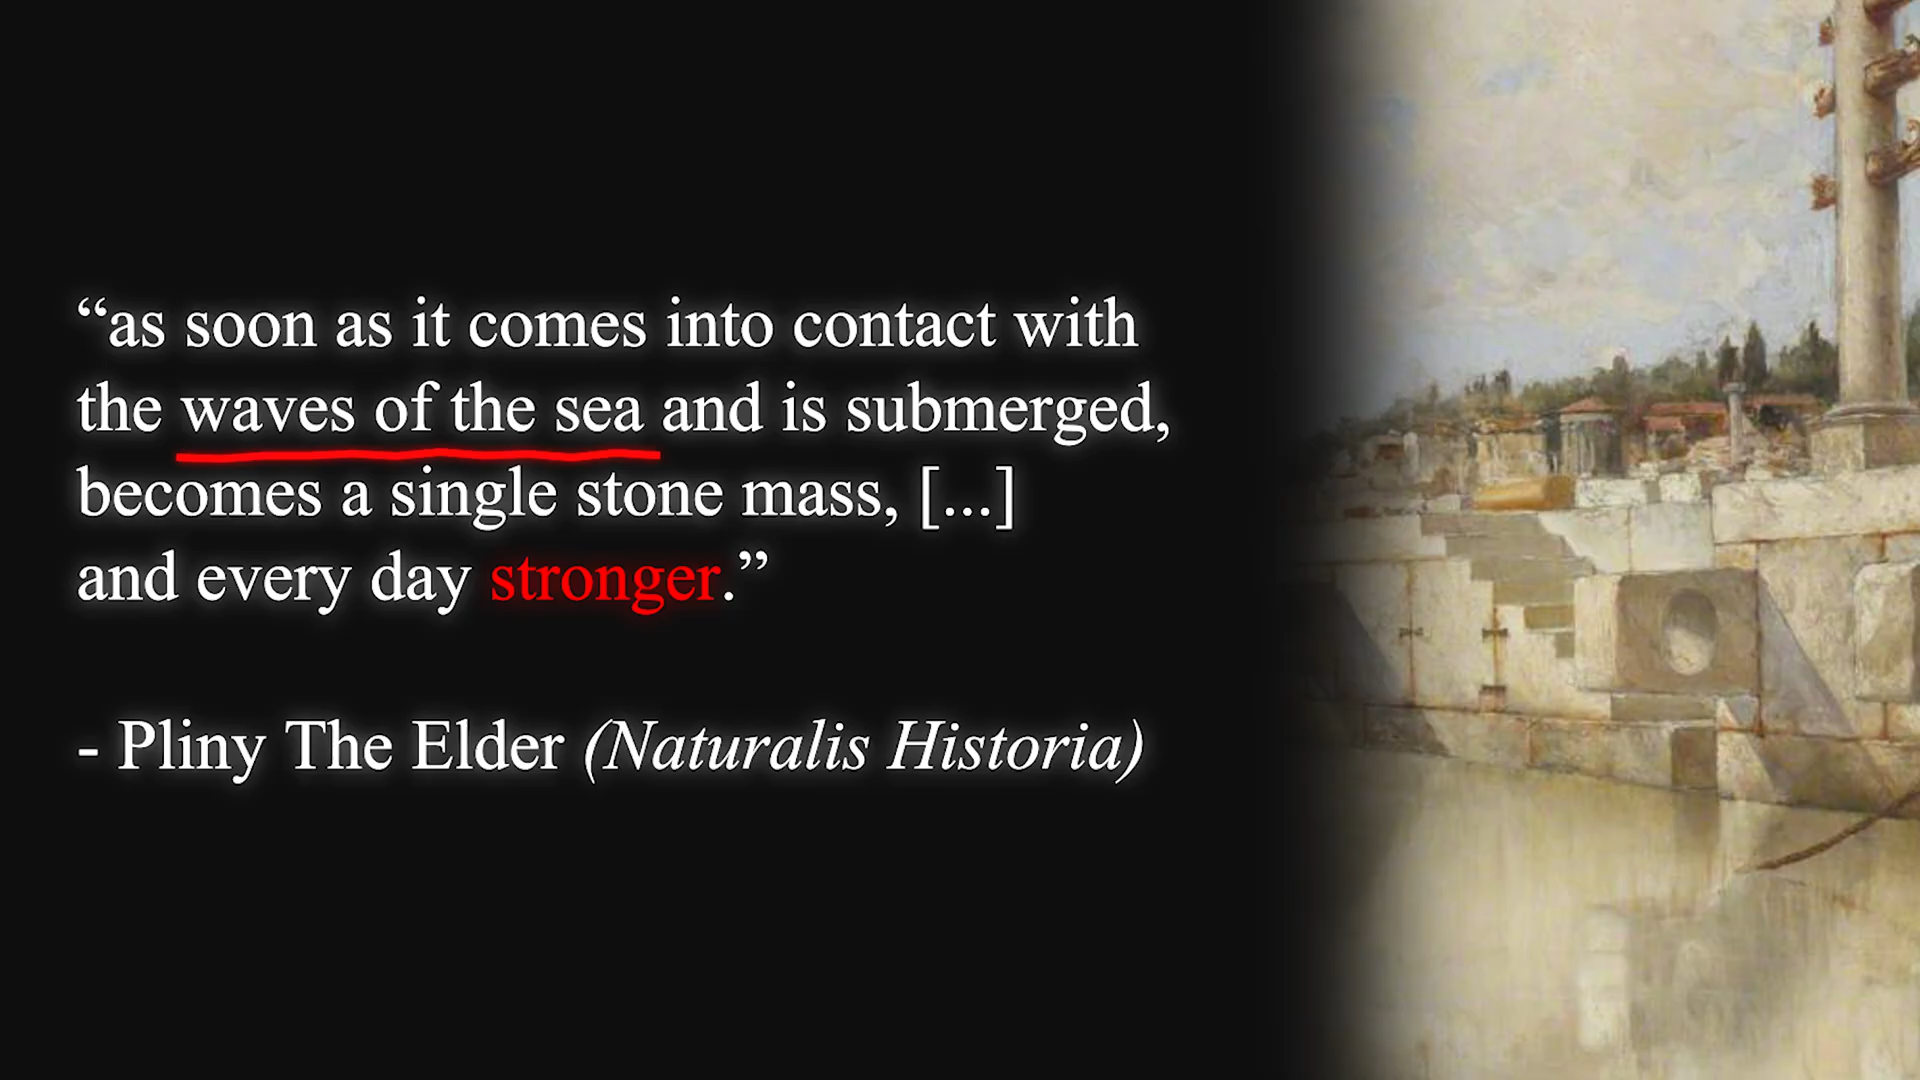 “as soon as it comes into contact with
the waves of the sea and is submerged,
becomes a single stone mass, [...]
and every day stronger.”
- Pliny The Elder (Naturalis Historia)